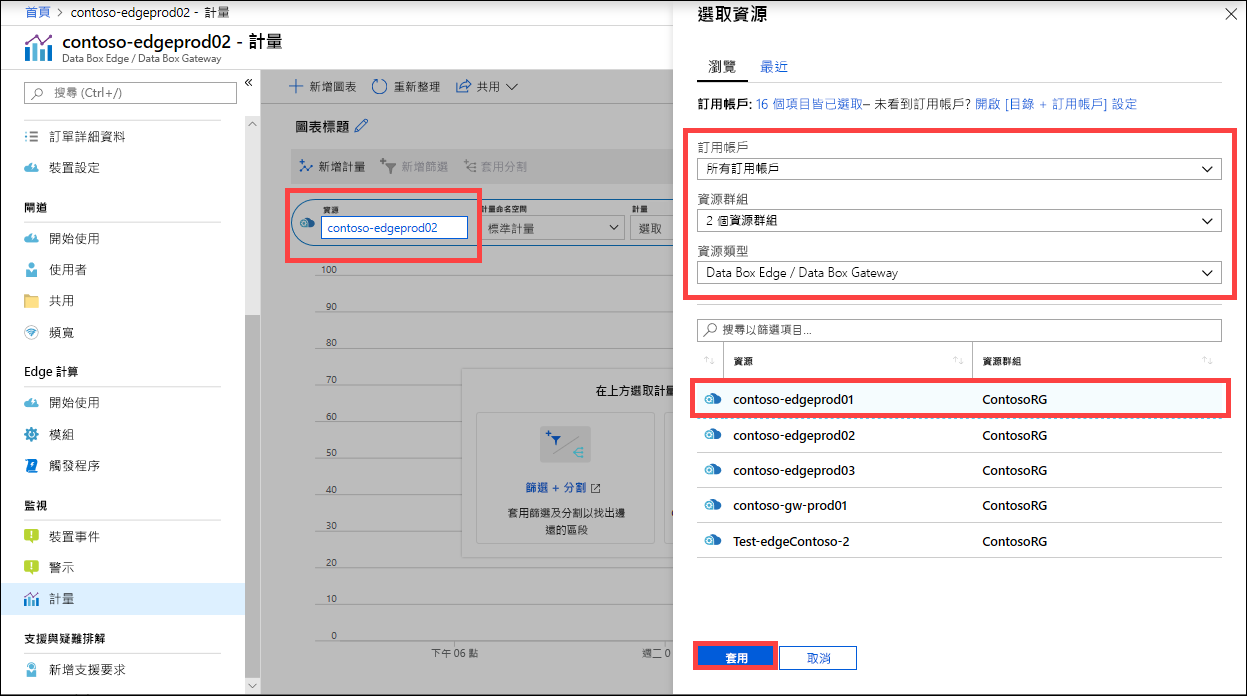 首頁 > contoso-edgeprod02 - 計量
contoso-edgeprod02 - 計量
Data Box Edge / Data Box Gateway
搜尋 (Ctrl+/)
訂單詳細資料
裝置設定
閘道
開始使用
使用者
共用
頻寬
Edge 計算
開始使用
模組
觸發程序
監視
裝置事件
警示
計量
支援與疑難排解
新增支援要求
新增圖表
重新整理
共用
圖表標題
新增計量
新增篩選
套用分割
資源
contoso-edgeprod02
計量命名空間
標準計量
計量
選取
100
90
80
70
60
50
40
30
20
10
0
在上方選取計量
篩選 + 分割
套用篩選及分割以找出邊
還的區段
下午 06 點
週二 0
選取資源
瀏覽
最近
訂用帳戶: 16 個項目皆已選取– 未看到訂用帳戶? 開啟 [目錄 + 訂用帳戶] 設定
訂用帳戶
所有訂用帳戶
資源群組
2 個資源群組
資源類型
Data Box Edge / Data Box Gateway
搜尋以篩選項目...
資源
資源群組
contoso-edgeprod01 ContosoRG
contoso-edgeprod02 ContosoRG
contoso-edgeprod03 ContosoRG
contoso-gw-prod01 ContosoRG
Test-edgeContoso-2 ContosoRG
套用
取消